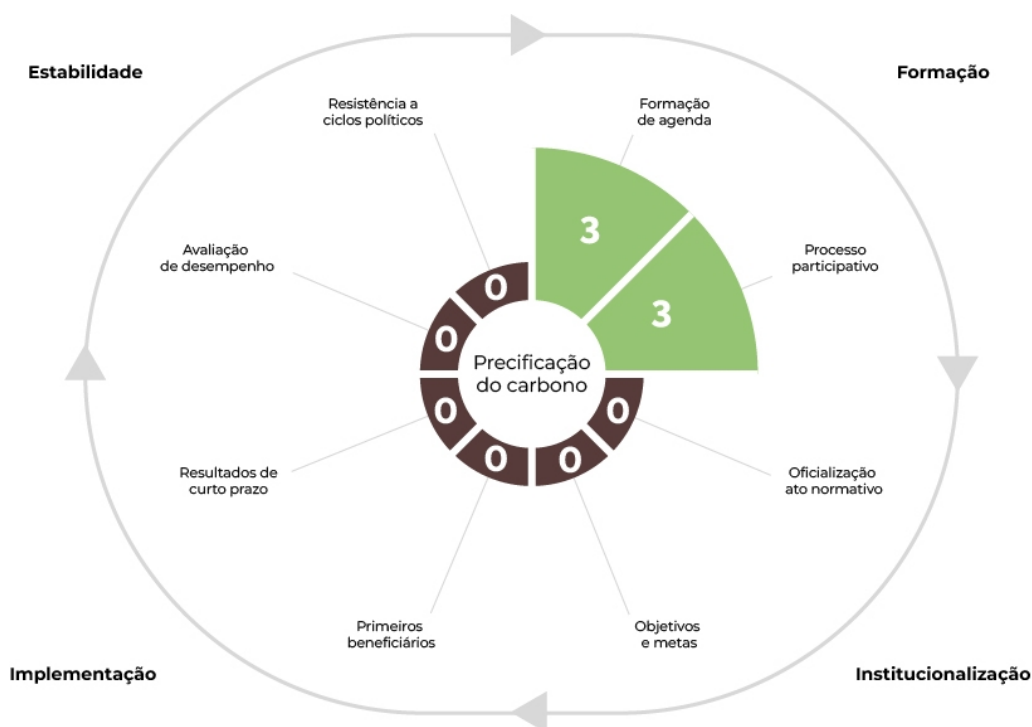 Estabilidade
Formação
Resistência a
ciclos políticos
Formação
de agenda
3
Avaliação
de desempenho
Processo
participativo
0
3
0
Precificação
do carbono
0
0
0
0
Resultados de
curto prazo
Oficialização
ato normativo
Primeiros
beneficiários
Objetivos
e metas
Implementação
Institucionalização